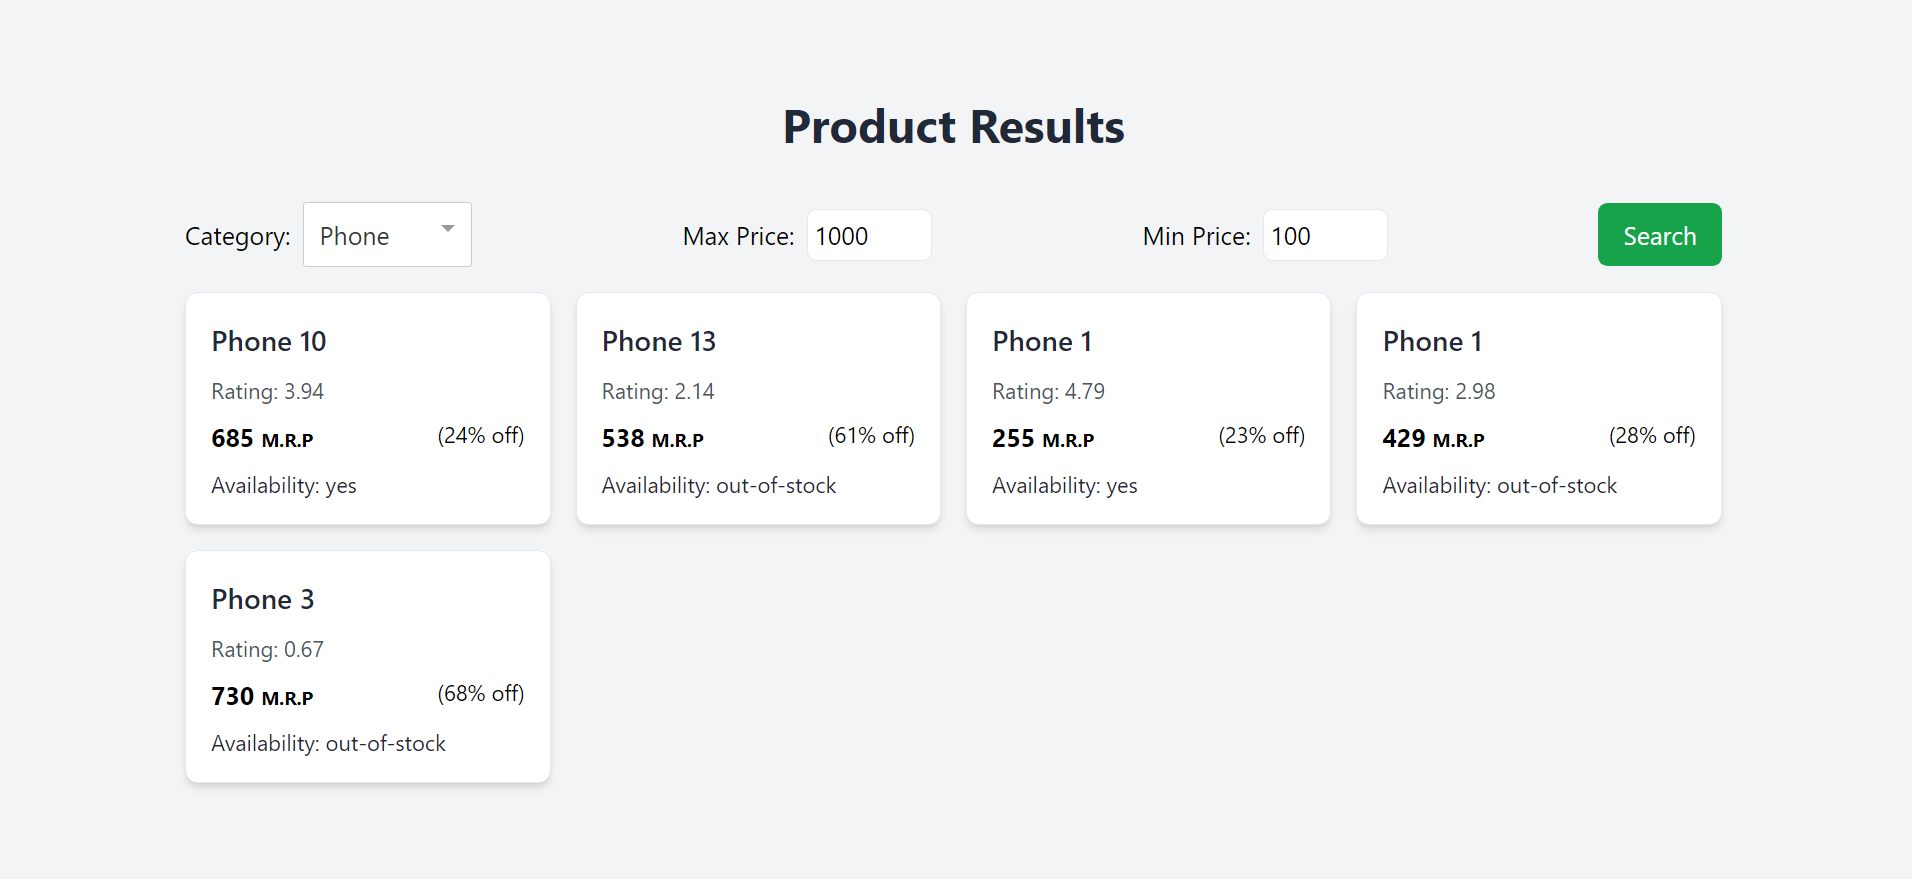 Product Results
Category: Phone Max Price: 1000 Min Price: 100 Search
Phone 10
Rating: 3.94
685 M.R.P (24% off)
Availability: yes
Phone 13
Rating: 2.14
538 M.R.P (61% off)
Availability: out-of-stock
Phone 1
Rating: 4.79
255 M.R.P (23% off)
Availability: yes
Phone 1
Rating: 2.98
429 M.R.P (28% off)
Availability: out-of-stock
Phone 3
Rating: 0.67
730 M.R.P (68% off)
Availability: out-of-stock